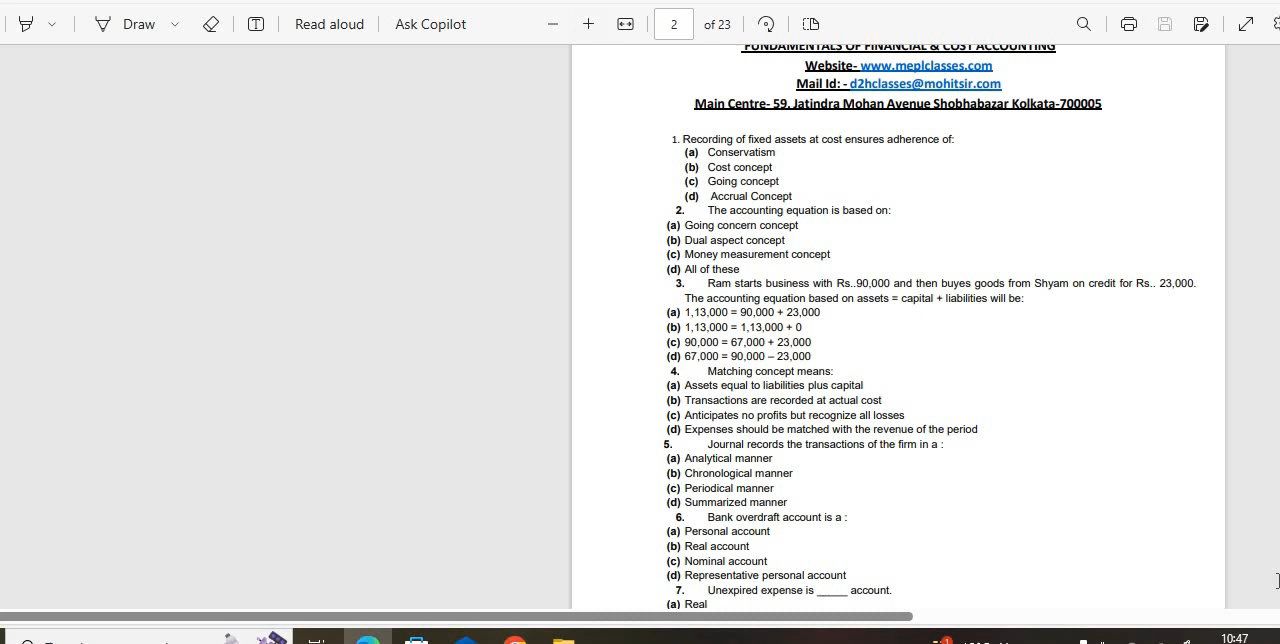 Draw
Read aloud
Ask Copilot
2 of 23
FUNDAMENTALS OF FINANCIAL & COST ACCOUNTING
Website- www.meplclasses.com
Mail Id: - d2hclasses@mohitsir.com
Main Centre- 59, Jatindra Mohan Avenue Shobhabazar Kolkata-700005
1. Recording of fixed assets at cost ensures adherence of:
(a) Conservatism
(b) Cost concept
(c) Going concept
(d) Accrual Concept
2. The accounting equation is based on:
(a) Going concern concept
(b) Dual aspect concept
(c) Money measurement concept
(d) All of these
3. Ram starts business with Rs..90,000 and then buyes goods from Shyam on credit for Rs.. 23,000.
The accounting equation based on assets = capital + liabilities will be:
(a) 1,13,000 = 90,000 + 23,000
(b) 1,13,000 = 1,13,000 + 0
(c) 90,000 = 67,000 + 23,000
(d) 67,000 = 90,000 – 23,000
4. Matching concept means:
(a) Assets equal to liabilities plus capital
(b) Transactions are recorded at actual cost
(c) Anticipates no profits but recognize all losses
(d) Expenses should be matched with the revenue of the period
5. Journal records the transactions of the firm in a :
(a) Analytical manner
(b) Chronological manner
(c) Periodical manner
(d) Summarized manner
6. Bank overdraft account is a :
(a) Personal account
(b) Real account
(c) Nominal account
(d) Representative personal account
7. Unexpired expense is _____ account.
(a) Real
1
10:47